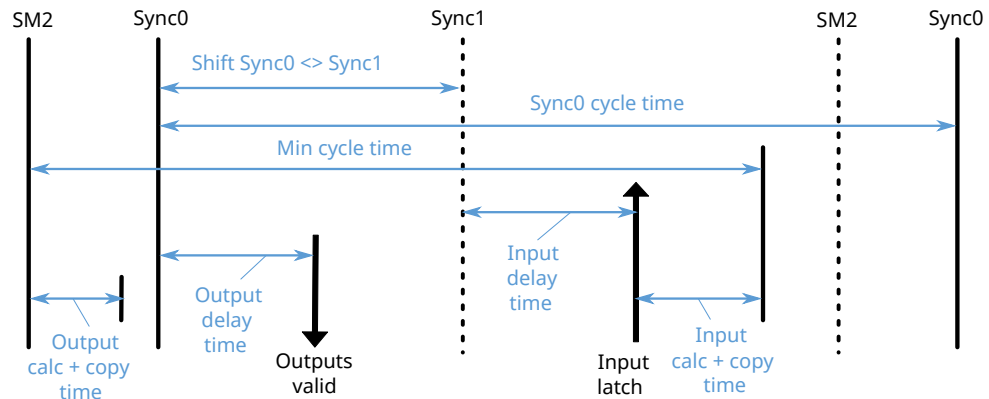 SM2
Sync0
Sync1
SM2
Sync0
Shift Sync0 <> Sync1
Sync0 cycle time
Min cycle time
Input
delay
time
Output
delay
time
Output
calc + copy
time
Outputs
valid
Input
latch
Input
calc + copy
time